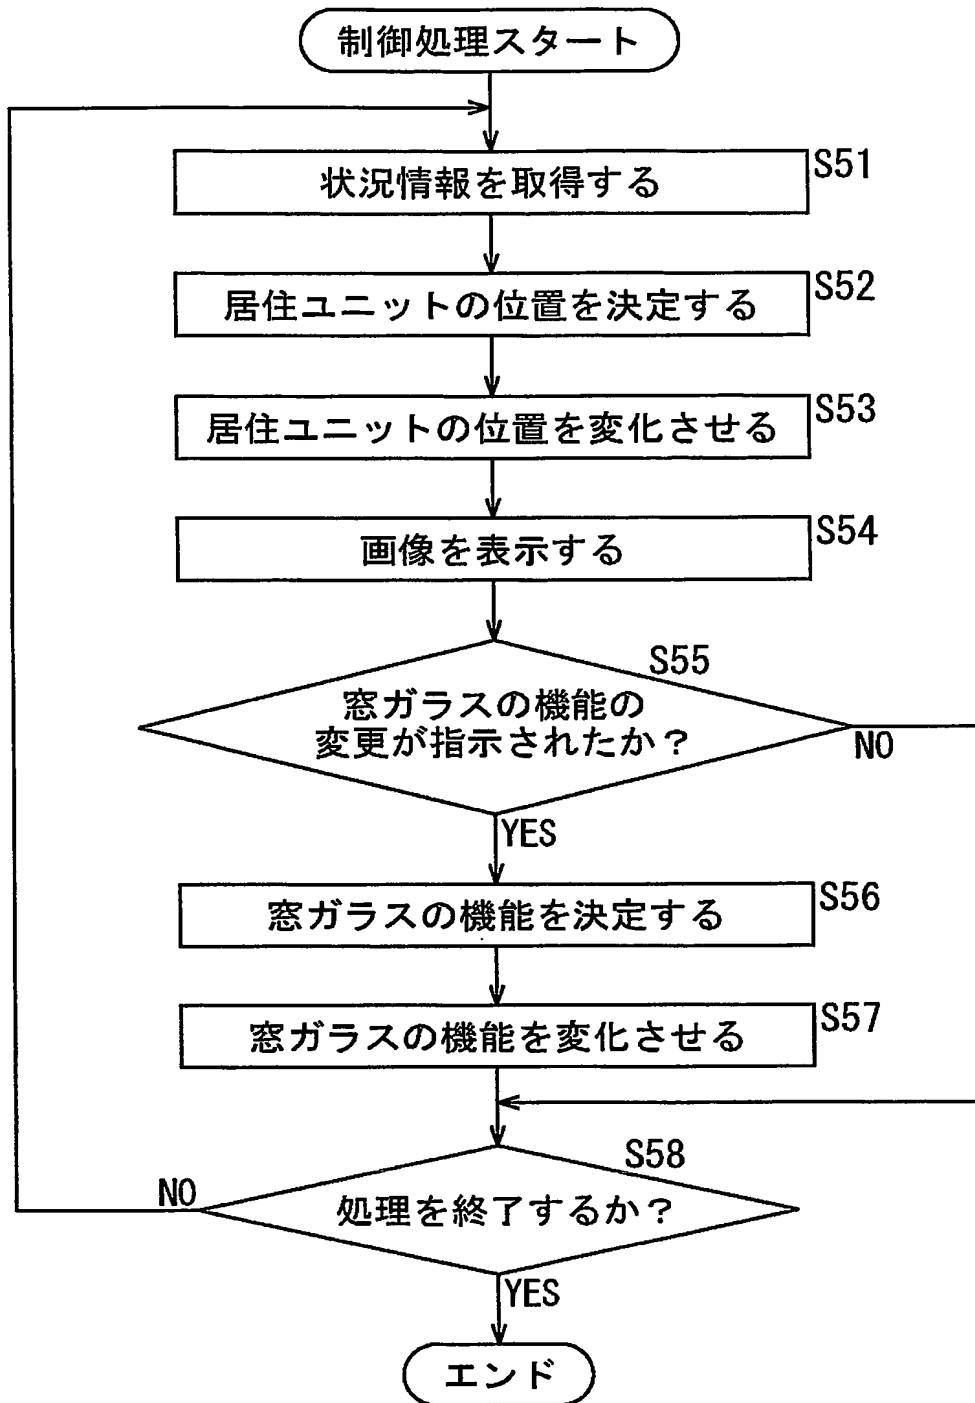 制御処理スタート
状況情報を取得する
S51
居住ユニットの位置を決定する
S52
居住ユニットの位置を変化させる
S53
画像を表示する
S54
S55
窓ガラスの機能の
変更が指示されたか？
NO
YES
窓ガラスの機能を決定する
S56
窓ガラスの機能を変化させる
S57
S58
NO
処理を終了するか？
YES
エンド